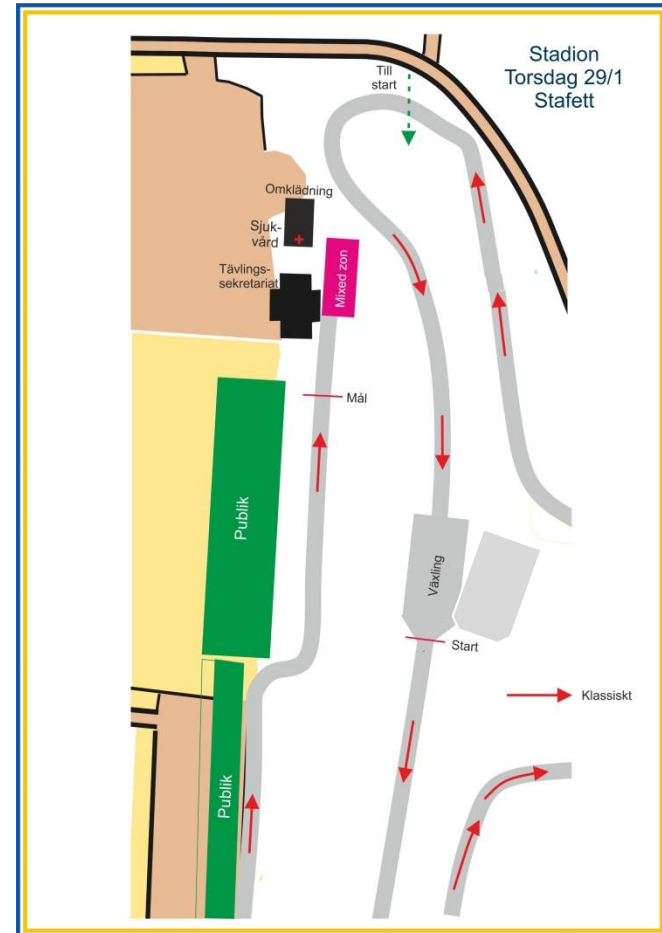 Stadion
Torsdag 29/1
Stafett
Till
start
Omklädning
Sjuk-
vård
Tävlings-
sekretariat
Mixed zon
Mål
Publik
Växling
Start
Klassiskt
Publik